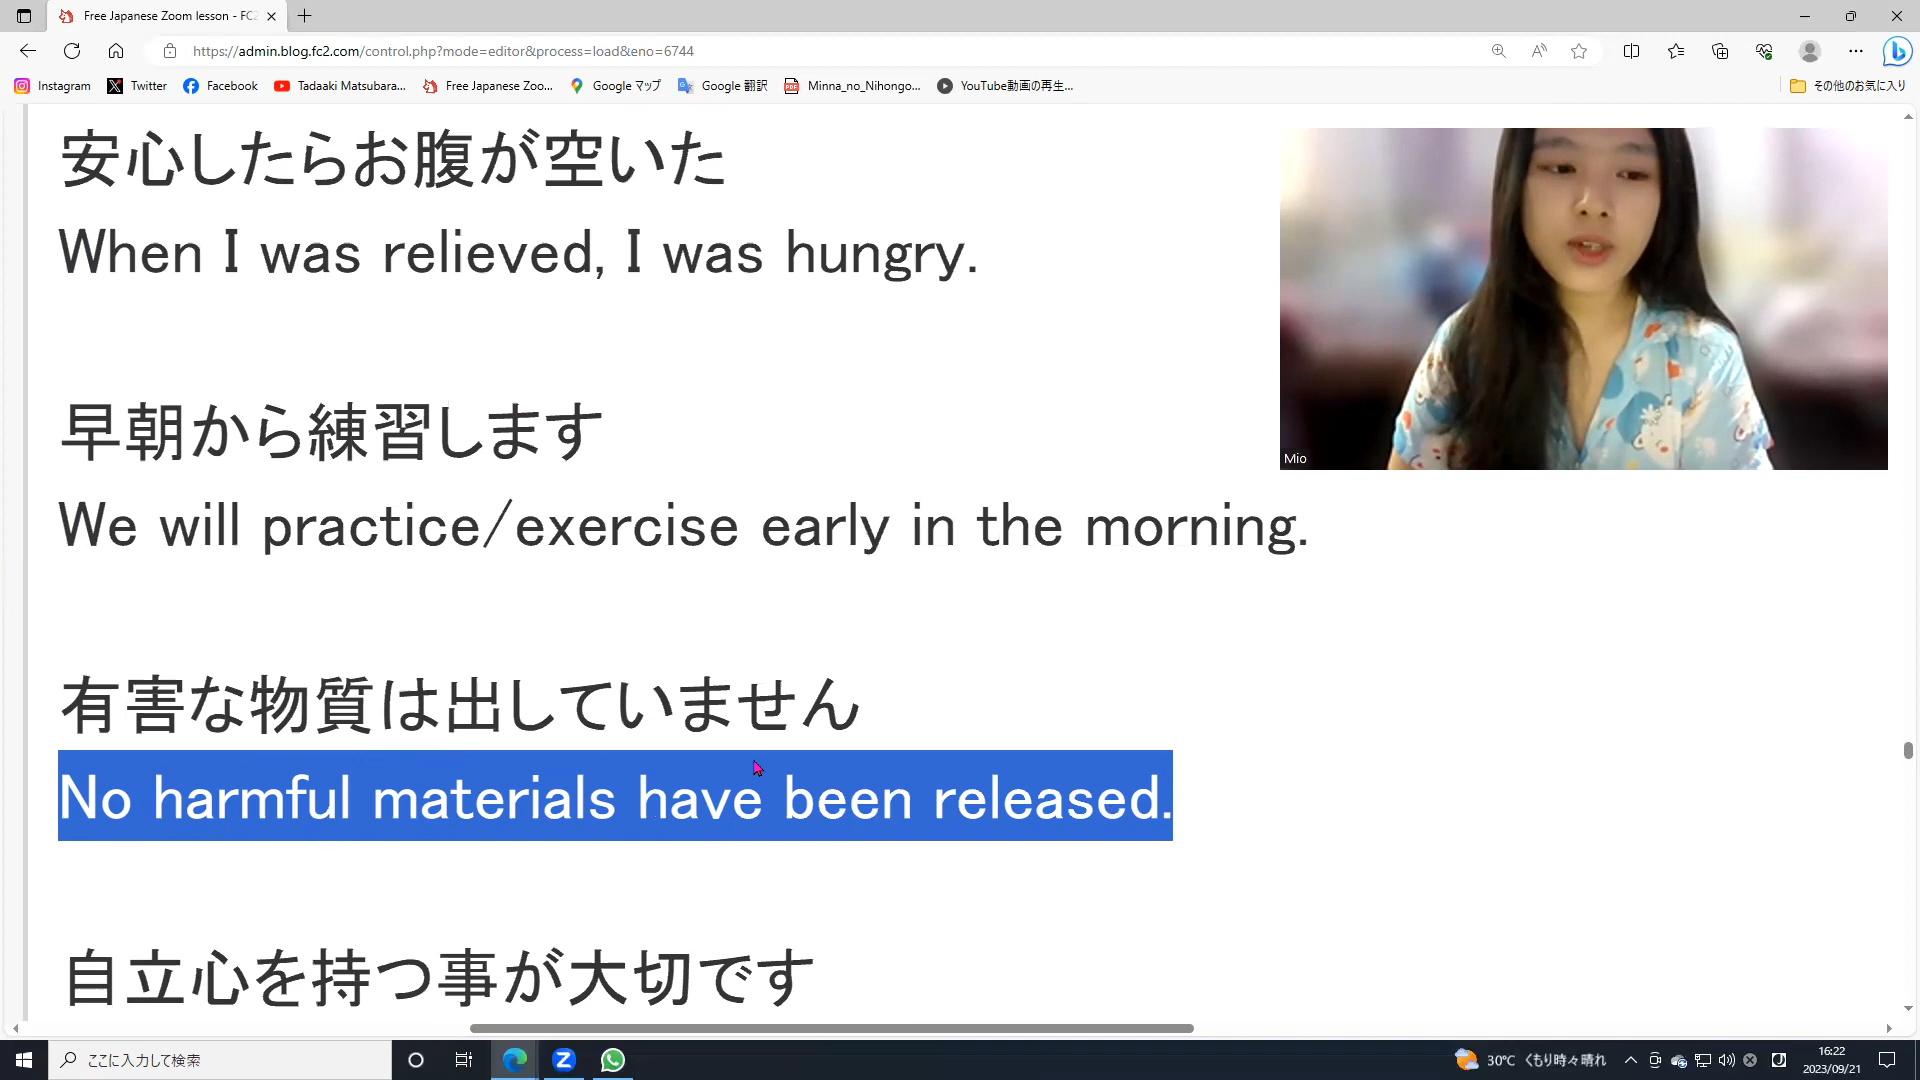 Free Japanese Zoom lesson - FC2
https://admin.blog.fc2.com/control.php?mode=editor&process=load&eno=6744
Instagram
Twitter
Facebook
Tadaaki Matsubara...
Free Japanese Zoo...
Google マップ
Google 翻訳
Minna_no_Nihongo...
YouTube動画の再生...
その他のお気に入り
安心したらお腹が空いた
When I was relieved, I was hungry.
早朝から練習します
We will practice/exercise early in the morning.
有害な物質は出していません
No harmful materials have been released.
自立心を持つ事が大切です
Mio
ここに入力して検索
30℃ くもり時々晴れ
16:22
2023/09/21